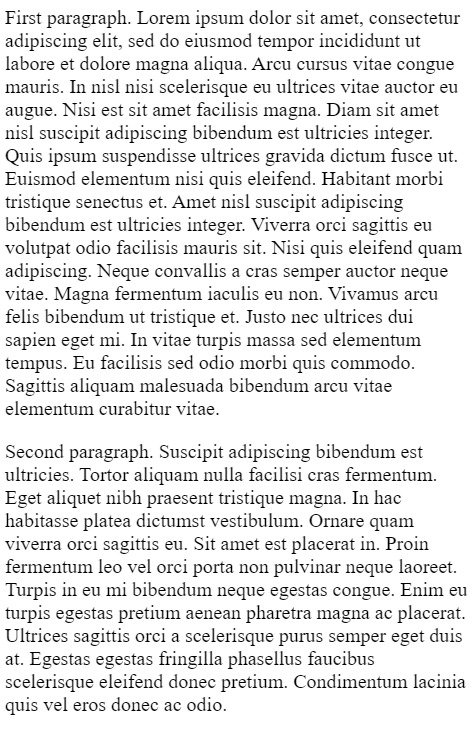 First paragraph. Lorem ipsum dolor sit amet, consectetur
adipiscing elit, sed do eiusmod tempor incididunt ut
labore et dolore magna aliqua. Arcu cursus vitae congue
mauris. In nisl nisi scelerisque eu ultrices vitae auctor eu
augue. Nisi est sit amet facilisis magna. Diam sit amet
nisl suscipit adipiscing bibendum est ultricies integer.
Quis ipsum suspendisse ultrices gravida dictum fusce ut.
Euismod elementum nisi quis eleifend. Habitant morbi
tristique senectus et. Amet nisl suscipit adipiscing
bibendum est ultricies integer. Viverra orci sagittis eu
volutpat odio facilisis mauris sit. Nisi quis eleifend quam
adipiscing. Neque convallis a cras semper auctor neque
vitae. Magna fermentum iaculis eu non. Vivamus arcu
felis bibendum ut tristique et. Justo nec ultrices dui
sapien eget mi. In vitae turpis massa sed elementum
tempus. Eu facilisis sed odio morbi quis commodo.
Sagittis aliquam malesuada bibendum arcu vitae
elementum curabitur vitae.
Second paragraph. Suscipit adipiscing bibendum est
ultricies. Tortor aliquam nulla facilisi cras fermentum.
Eget aliquet nibh praesent tristique magna. In hac
habitasse platea dictumst vestibulum. Ornare quam
viverra orci sagittis eu. Sit amet est placerat in. Proin
fermentum leo vel orci porta non pulvinar neque laoreet.
Turpis in eu mi bibendum neque egestas congue. Enim eu
turpis egestas pretium aenean pharetra magna ac placerat.
Ultrices sagittis orci a scelerisque purus semper eget duis
at. Egestas egestas fringilla phasellus faucibus
scelerisque eleifend donec pretium. Condimentum lacinia
quis vel eros donec ac odio.